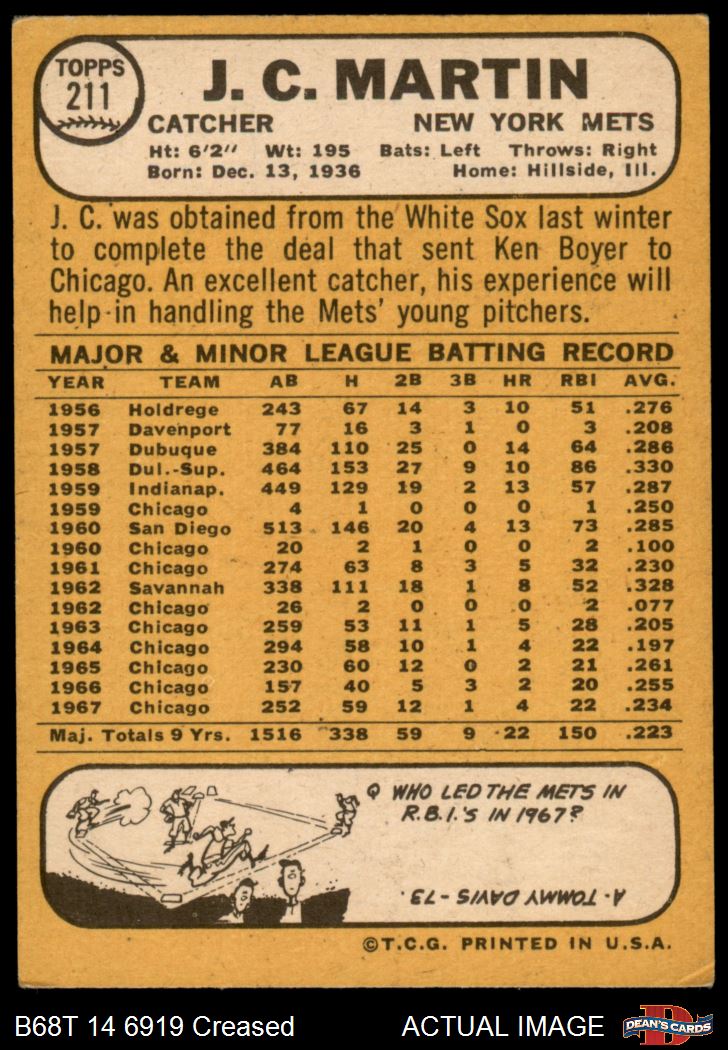 TOPPS
211
J. C. MARTIN
CATCHER NEW YORK METS
Ht: 6'2" Wt: 195 Bats: Left Throws: Right
Born: Dec. 13, 1936 Home: Hillside, Ill.
J. C. was obtained from the White Sox last winter
to complete the deal that sent Ken Boyer to
Chicago. An excellent catcher, his experience will
help in handling the Mets' young pitchers.
MAJOR & MINOR LEAGUE BATTING RECORD
YEAR TEAM AB H 2B 3B HR RBI AVG.
1956 Holdrege 243 67 14 3 10 51 .276
1957 Davenport 77 16 3 1 0 3 .208
1957 Dubuque 384 110 25 0 14 64 .286
1958 Dul.-Sup. 464 153 27 9 10 86 .330
1959 Indianap. 449 129 19 2 13 57 .287
1959 Chicago 4 1 0 0 0 1 .250
1960 San Diego 513 146 20 4 13 73 .285
1960 Chicago 20 2 1 0 0 2 .100
1961 Chicago 274 63 8 3 5 32 .230
1962 Savannah 338 111 18 1 8 52 .328
1962 Chicago 26 2 0 0 0 2 .077
1963 Chicago 259 53 11 1 5 28 .205
1964 Chicago 294 58 10 1 4 22 .197
1965 Chicago 230 60 12 0 2 21 .261
1966 Chicago 157 40 5 3 2 20 .255
1967 Chicago 252 59 12 1 4 22 .234
Maj. Totals 9 Yrs. 1516 338 59 9 22 150 .223
Q WHO LED THE METS IN
R.B.I.'S IN 1967?
A - TOMMY DAVIS - 73.
©T.C.G. PRINTED IN U.S.A.
B68T 14 6919 Creased ACTUAL IMAGE
D
DEAN'S CARDS